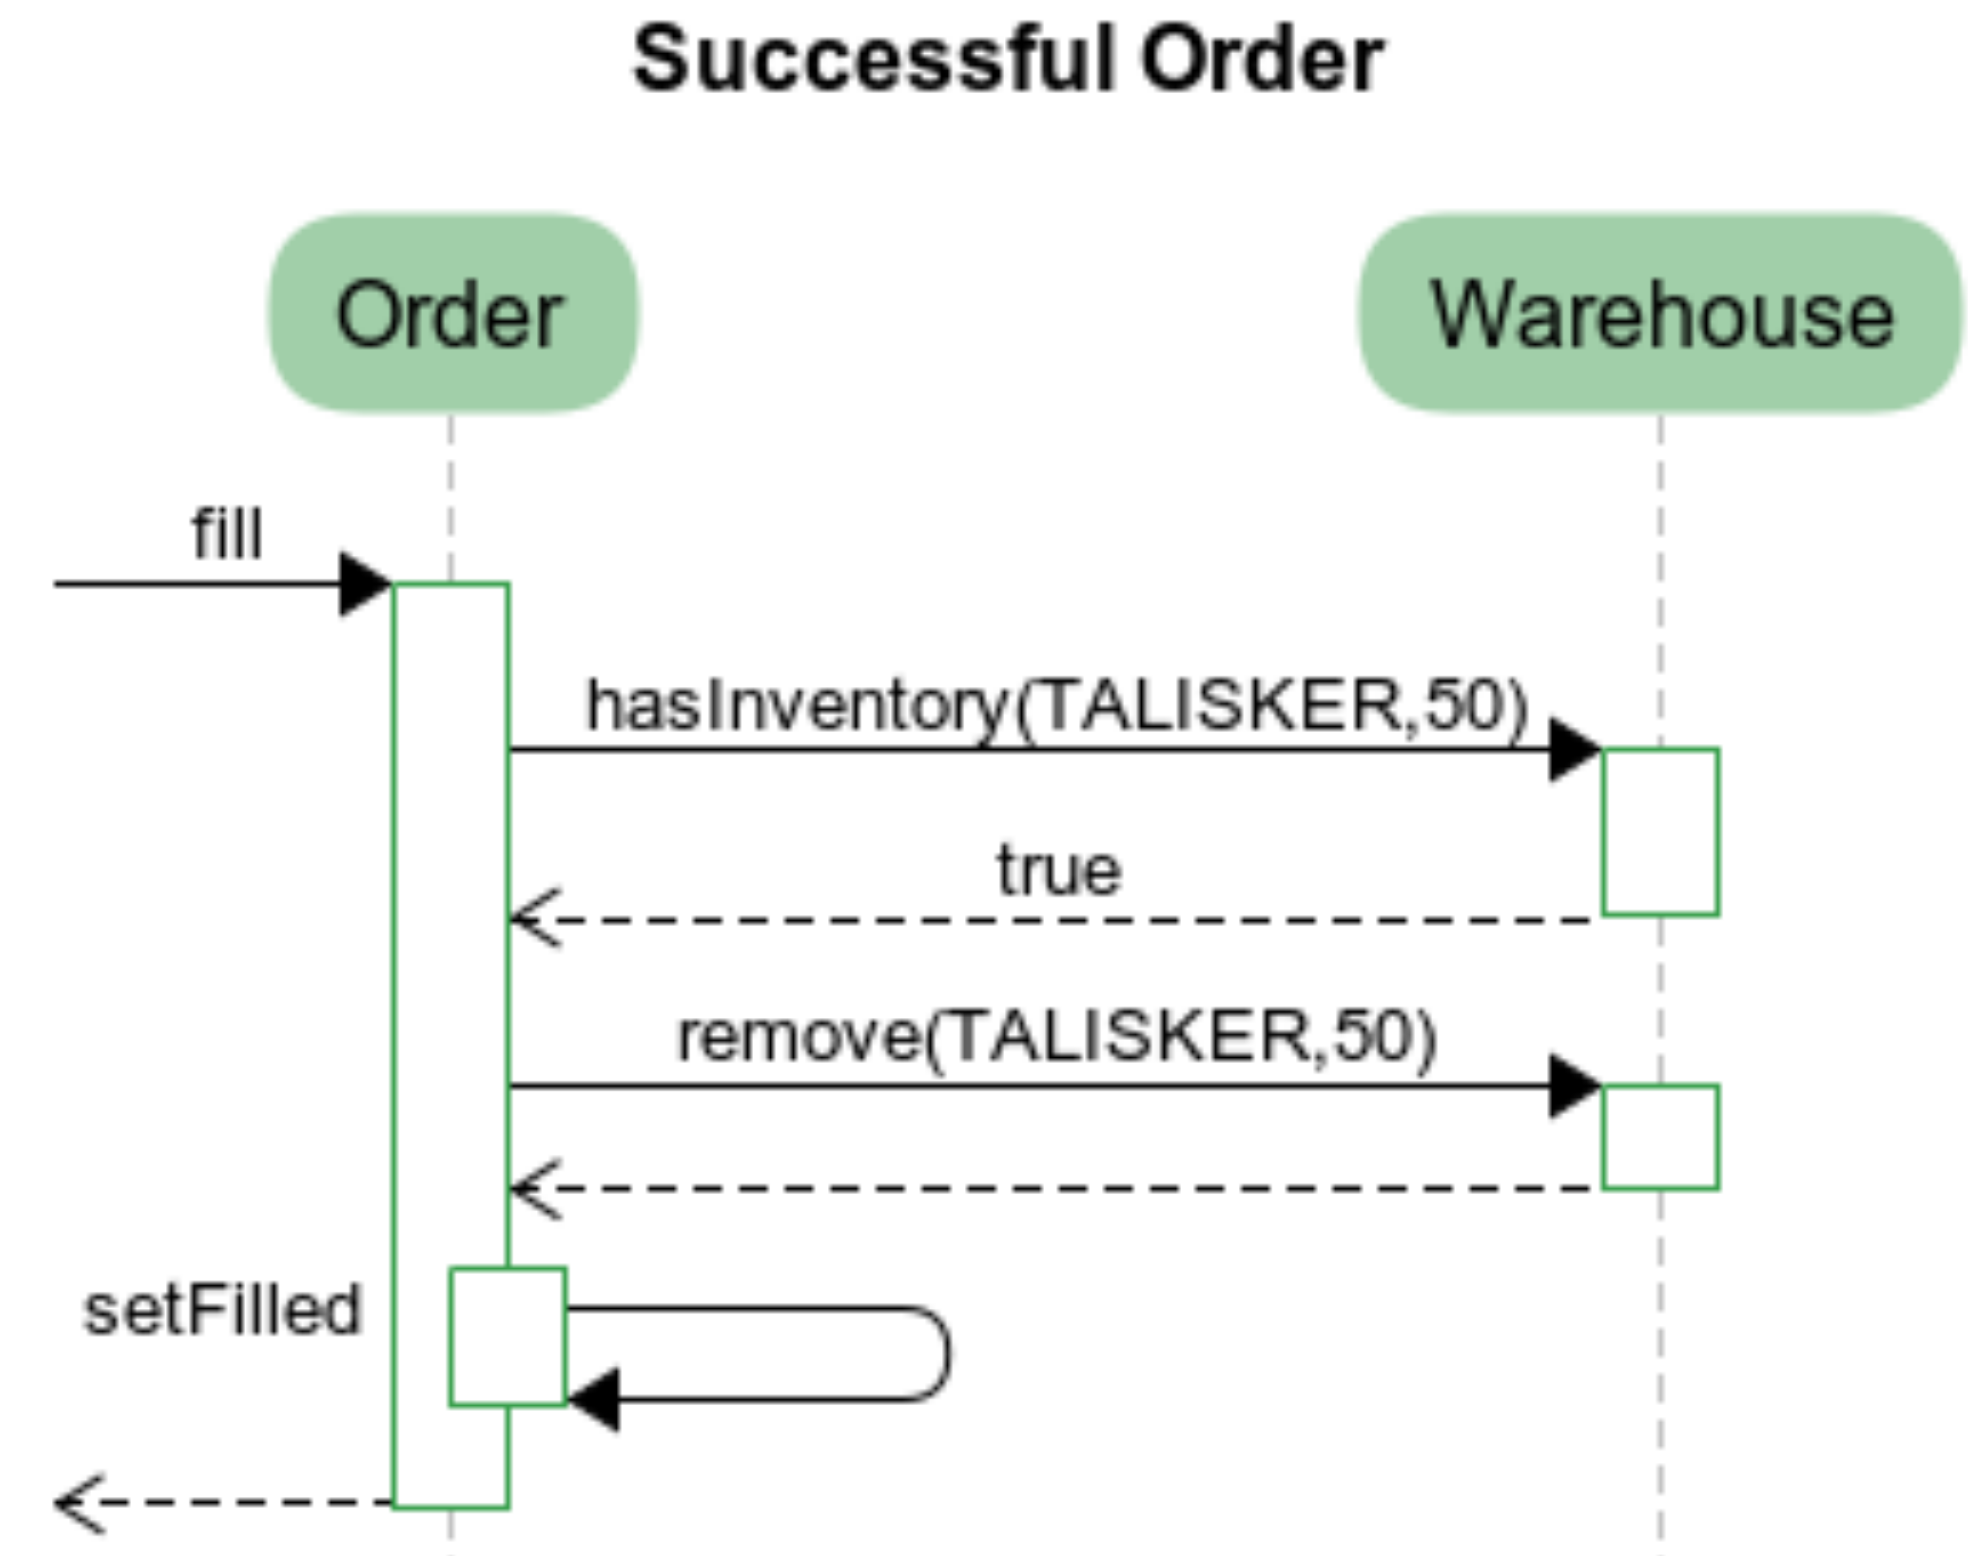 Successful Order
Order
Warehouse
fill
hasInventory(TALISKER,50)
true
remove(TALISKER,50)
setFilled